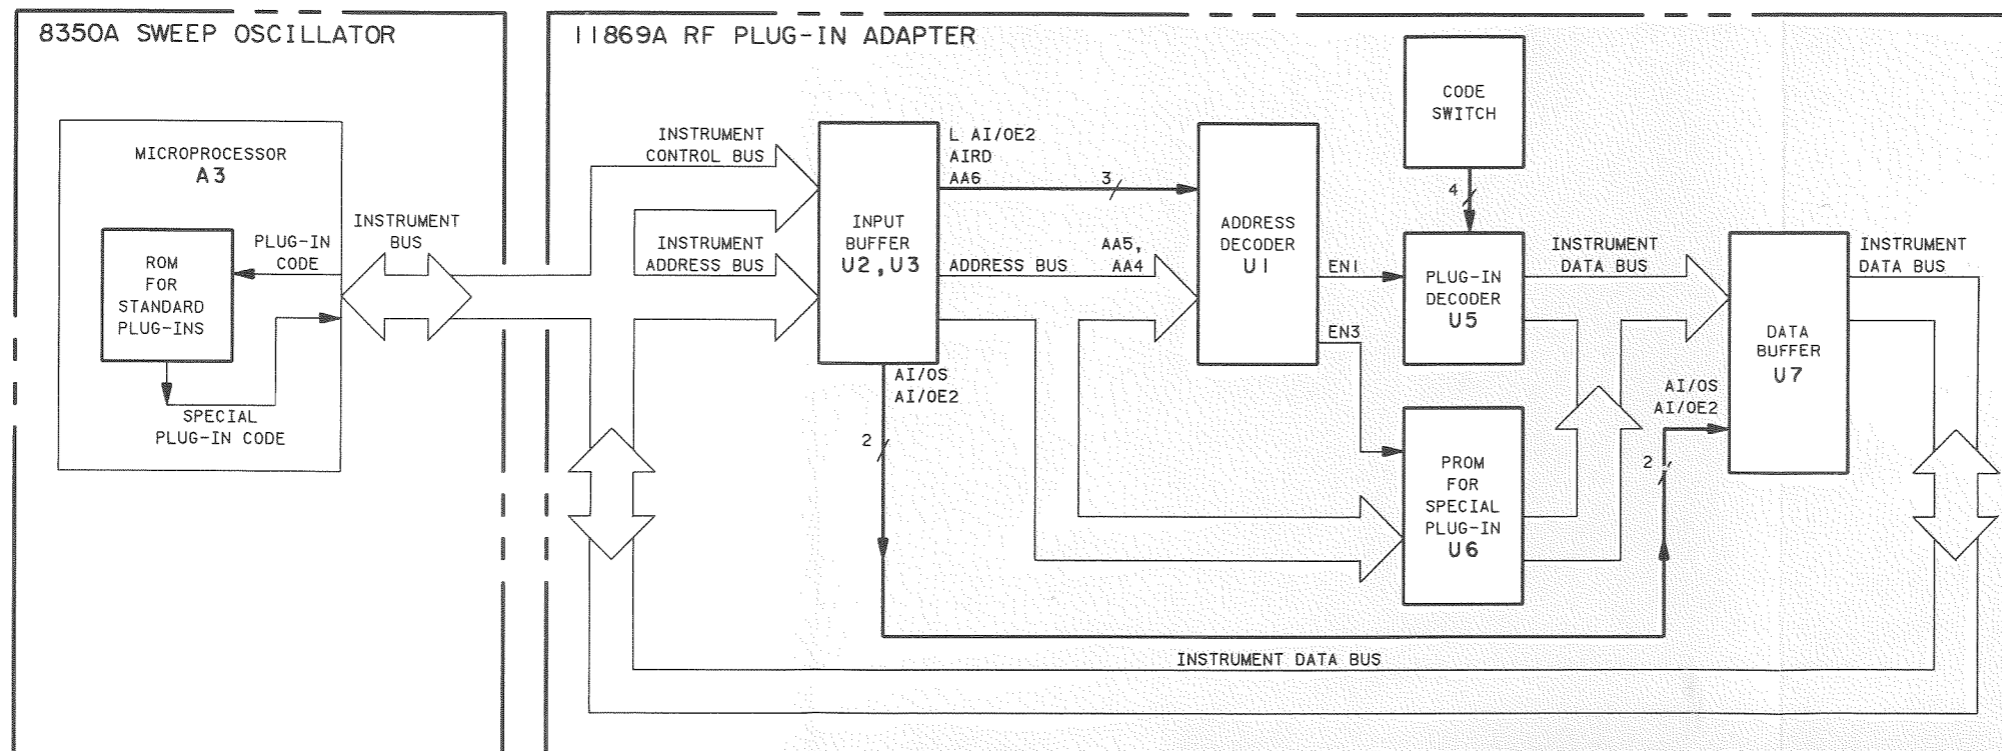 8350A SWEEP OSCILLATOR
MICROPROCESSOR
A3
ROM
FOR
STANDARD
PLUG-INS
PLUG-IN
CODE
SPECIAL
PLUG-IN CODE
INSTRUMENT
BUS
11869A RF PLUG-IN ADAPTER
INSTRUMENT
CONTROL BUS
INSTRUMENT
ADDRESS BUS
INPUT
BUFFER
U2,U3
L AI/OE2
AIRD
AA6
3
ADDRESS BUS
AA5,
AA4
AI/OS
AI/OE2
2
ADDRESS
DECODER
U1
EN1
EN3
CODE
SWITCH
4
PLUG-IN
DECODER
U5
PROM
FOR
SPECIAL
PLUG-IN
U6
INSTRUMENT
DATA BUS
AI/OS
AI/OE2
2
DATA
BUFFER
U7
INSTRUMENT
DATA BUS
INSTRUMENT DATA BUS